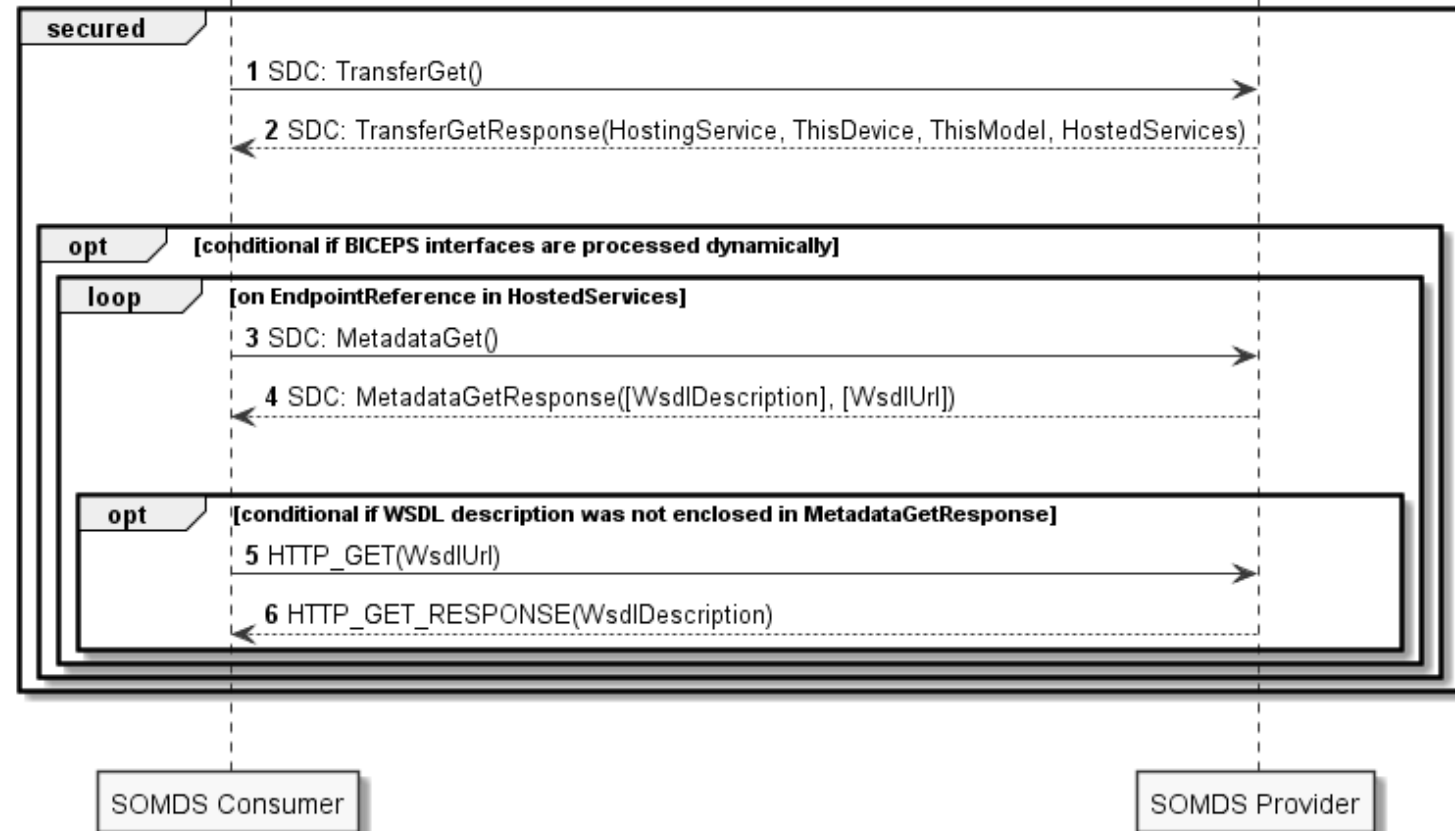 secured
1 SDC: TransferGet()
2 SDC: TransferGetResponse(HostingService, ThisDevice, ThisModel, HostedServices)
opt [conditional if BICEPS interfaces are processed dynamically]
loop [on EndpointReference in HostedServices]
3 SDC: MetadataGet()
4 SDC: MetadataGetResponse([WsdlDescription], [WsdlUrl])
opt [conditional if WSDL description was not enclosed in MetadataGetResponse]
5 HTTP_GET(WsdlUrl)
6 HTTP_GET_RESPONSE(WsdlDescription)
SOMDS Consumer SOMDS Provider